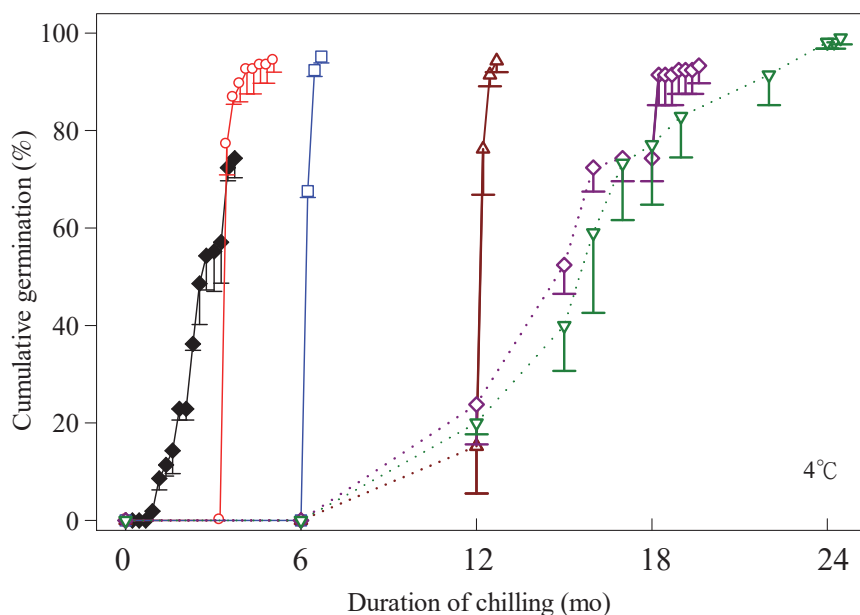 Cumulative germination (%)
100
80
60
40
20
0
4℃
0 6 12 18 24
Duration of chilling (mo)